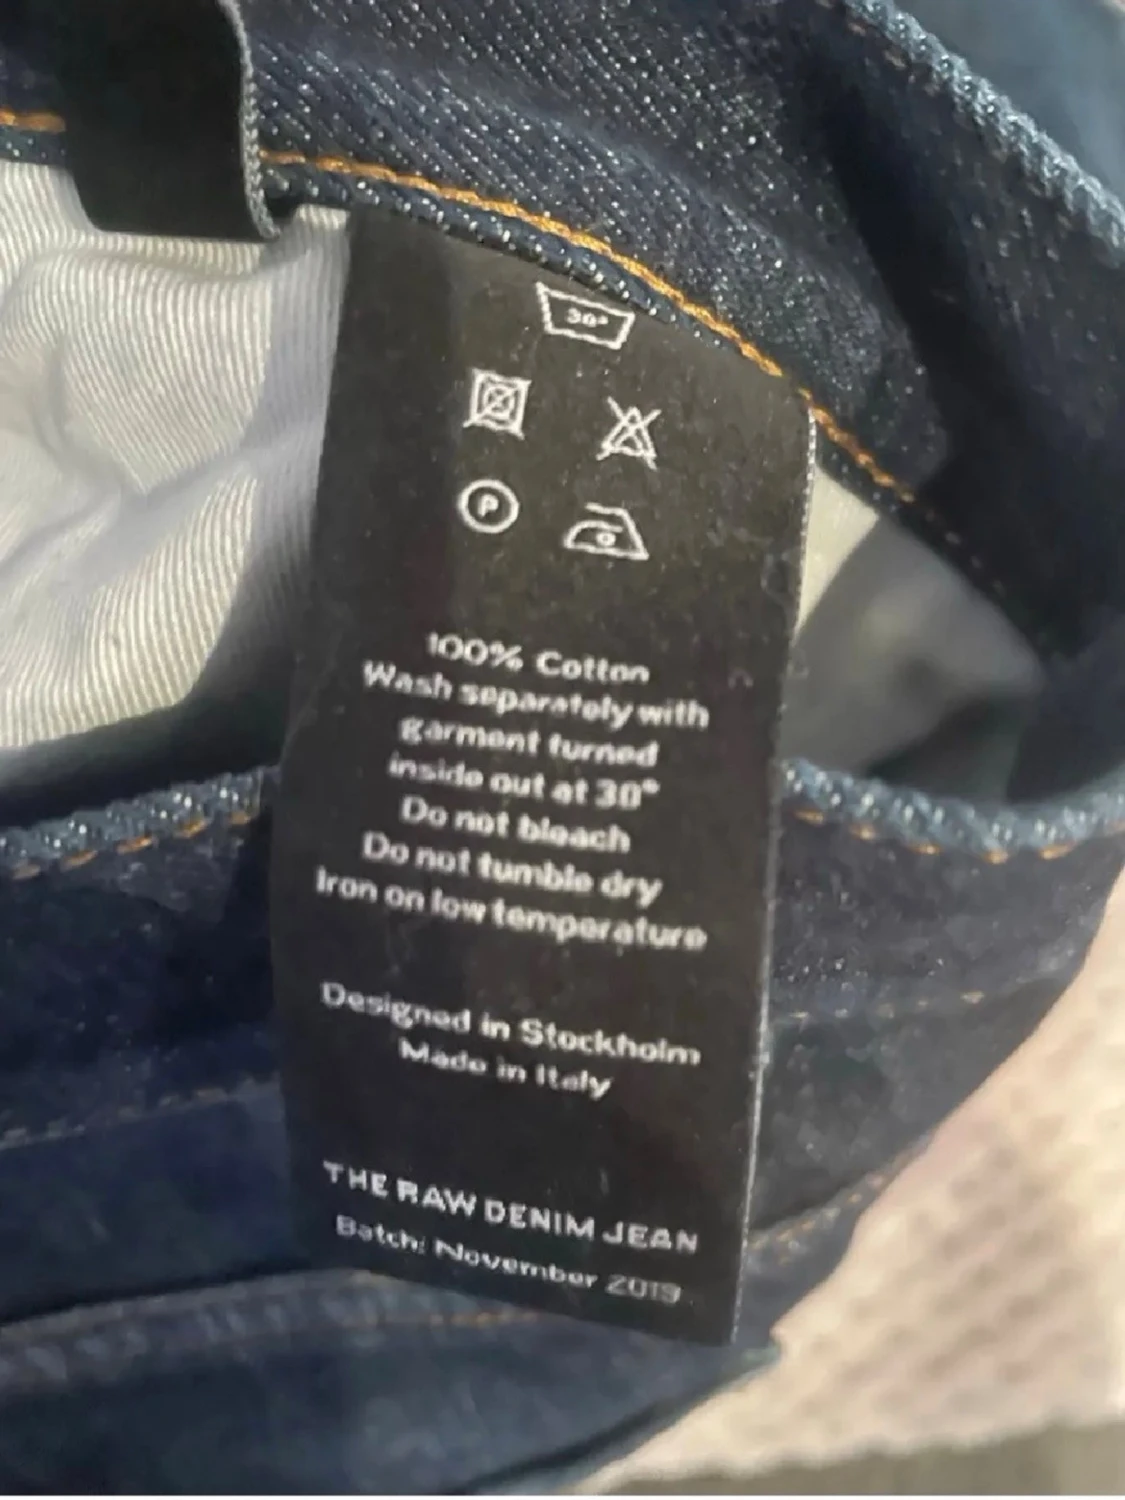 30°
P
100% Cotton
Wash separately with
garment turned
inside out at 30°
Do not bleach
Do not tumble dry
Iron on low temperature
Designed in Stockholm
Made in Italy
THE RAW DENIM JEAN
Batch: November 2019